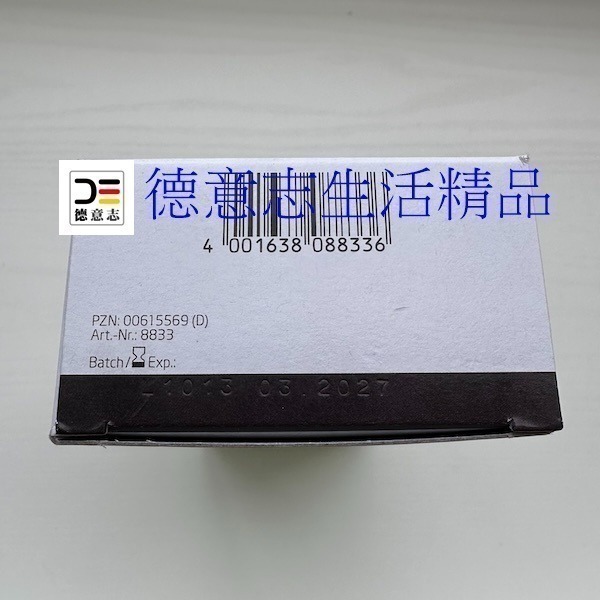 德意志
德意志生活精品
4 001638 088336
PZN: 00615569 (D)
Art.-Nr.: 8833
Batch/ Exp.:
L1013 03.2027